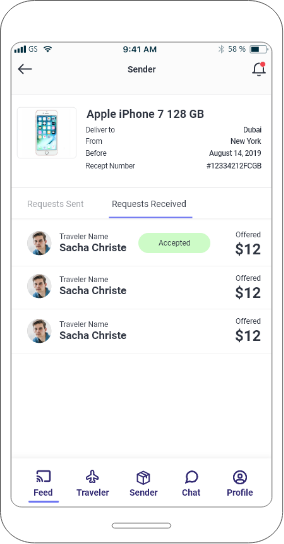 GS 9:41 AM 58 %
Sender
Apple iPhone 7 128 GB
Deliver to Dubai
From New York
Before August 14, 2019
Recept Number #12334212FCGB
Requests Sent Requests Received
Traveler Name Offered
Sacha Christe Accepted $12
Traveler Name Offered
Sacha Christe $12
Traveler Name Offered
Sacha Christe $12
Feed Traveler Sender Chat Profile